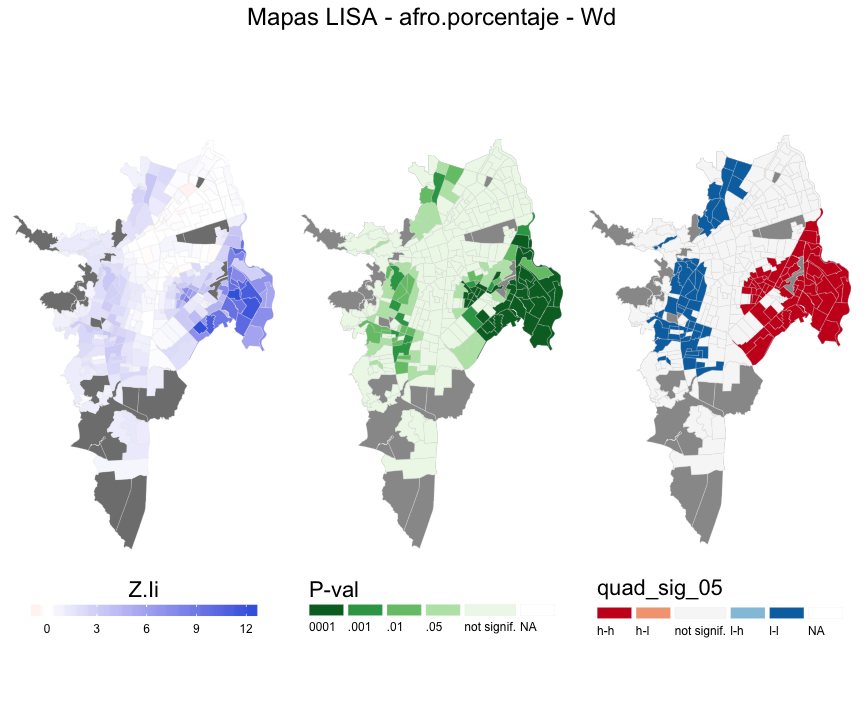 Mapas LISA - afro.porcentaje - Wd
Z.li
0 3 6 9 12
P-val
0001 .001 .01 .05 not signif. NA
quad_sig_05
h-h h-l not signif. l-h l-l NA